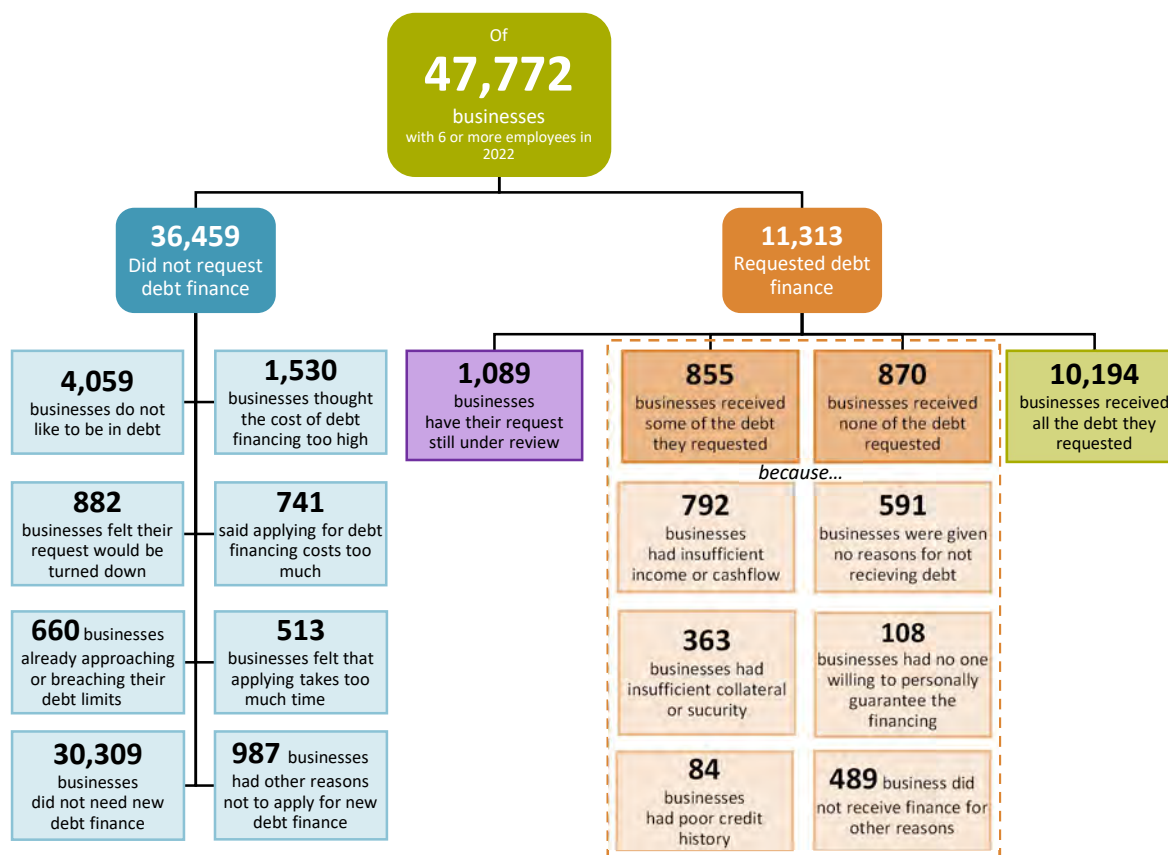 Of
47,772
businesses
with 6 or more employees in
2022
36,459
Did not request
debt finance
11,313
Requested debt
finance
4,059
businesses do not
like to be in debt
1,530
businesses thought
the cost of debt
financing too high
1,089
businesses
have their request
still under review
855
businesses received
some of the debt
they requested
870
businesses received
none of the debt
requested
10,194
businesses received
all the debt they
requested
because...
882
businesses felt their
request would be
turned down
741
said applying for debt
financing costs too
much
792
businesses
had insufficient
income or cashflow
591
businesses were given
no reasons for not
recieving debt
660 businesses
already approaching
or breaching their
debt limits
513
businesses felt that
applying takes too
much time
363
businesses had
insufficient collateral
or sucurity
108
businesses had no one
willing to personally
guarantee the
financing
30,309
businesses
did not need new
debt finance
987 businesses
had other reasons
not to apply for new
debt finance
84
businesses
had poor credit
history
489 business did
not receive finance for
other reasons